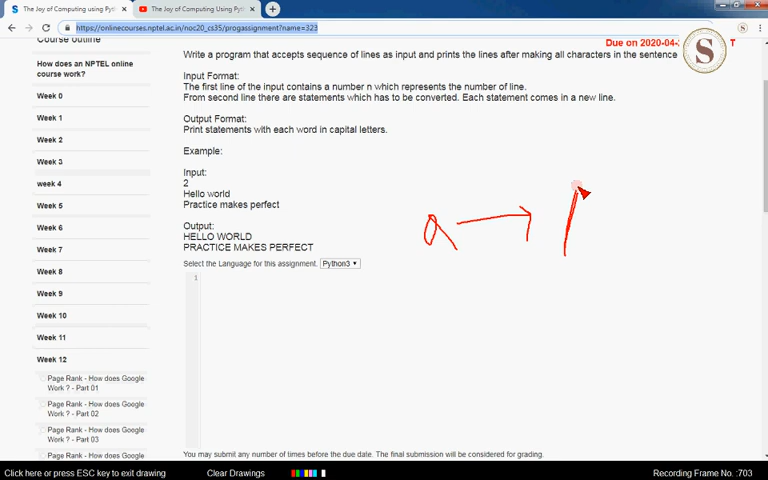 The Joy of Computing using Pyt
The Joy of Computing Using Pyt
https://onlinecourses.nptel.ac.in/noc20_cs35/progassignment?name=323
Course outline
How does an NPTEL online
course work?
Week 0
Week 1
Week 2
Week 3
week 4
Week 5
Week 6
Week 7
Week 8
Week 9
Week 10
Week 11
Week 12
Page Rank - How does Google
Work ? - Part 01
Page Rank - How does Google
Work ? - Part 02
Page Rank - How does Google
Work ? - Part 03
Page Rank - How does Google
Due on 2020-04-
T
S
Write a program that accepts sequence of lines as input and prints the lines after making all characters in the sentence
Input Format:
The first line of the input contains a number n which represents the number of line.
From second line there are statements which has to be converted. Each statement comes in a new line.
Output Format:
Print statements with each word in capital letters.
Example:
Input:
2
Hello world
Practice makes perfect
Output:
HELLO WORLD
PRACTICE MAKES PERFECT
Select the Language for this assignment. Python3
1
a
You may submit any number of times before the due date. The final submission will be considered for grading.
Click here or press ESC key to exit drawing
Clear Drawings
Recording Frame No. :703